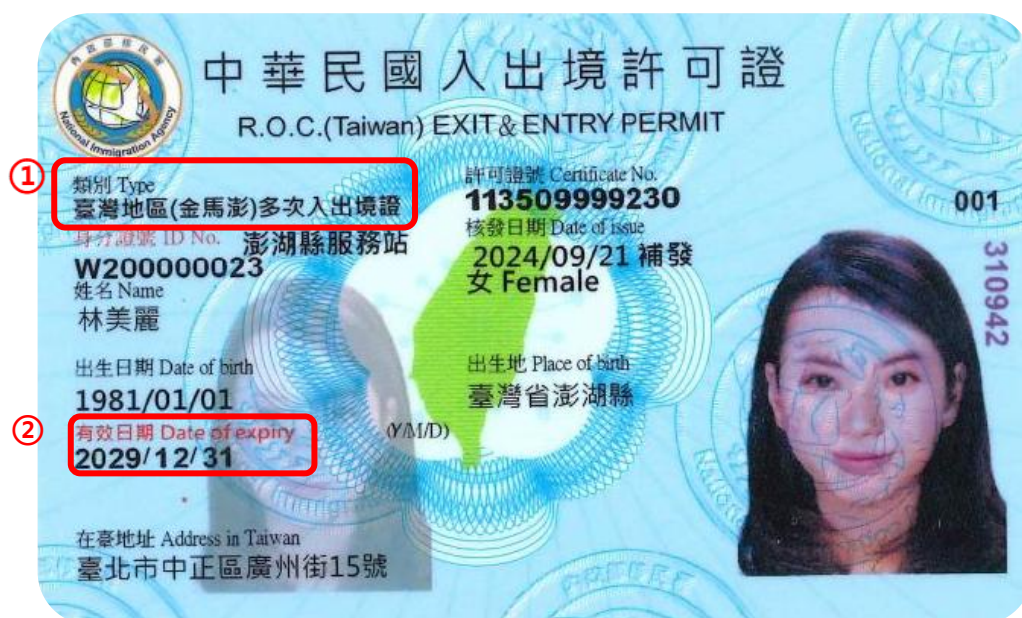 內政部移民署
National Immigration Agency
中華民國入出境許可證
R.O.C.(Taiwan) EXIT & ENTRY PERMIT
①
類別 Type
臺灣地區(金馬澎)多次入出境證
許可證號 Certificate No.
113509999230
001
身分證號 ID No. 澎湖縣服務站
W200000023
核發日期 Date of issue
2024/09/21 補發
女 Female
310942
姓名 Name
林美麗
出生日期 Date of birth
1981/01/01
出生地 Place of birth
臺灣省澎湖縣
②
有效日期 Date of expiry (Y/M/D)
2029/12/31
在臺地址 Address in Taiwan
臺北市中正區廣州街15號